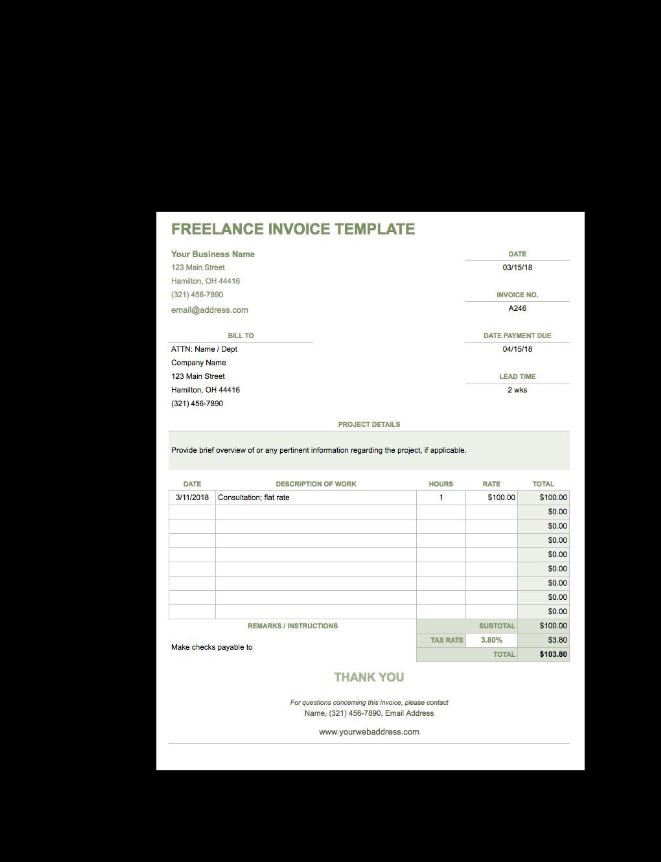 FREELANCE INVOICE TEMPLATE
Your Business Name
DATE
123 Main Street
03/15/18
Hamilton, OH 44416
(321) 456-7890
INVOICE NO.
email@address.com
A246
BILL TO
DATE PAYMENT DUE
ATTN: Name / Dept
04/15/18
Company Name
123 Main Street
LEAD TIME
Hamilton, OH 44416
2 wks
(321) 456-7890
PROJECT DETAILS
Provide brief overview of or any pertinent information regarding the project, if applicable.
DATE DESCRIPTION OF WORK HOURS RATE TOTAL
3/11/2018 Consultation; flat rate 1 $100.00 $100.00
$0.00
$0.00
$0.00
$0.00
$0.00
$0.00
$0.00
$0.00
REMARKS / INSTRUCTIONS SUBTOTAL $100.00
TAX RATE 3.80% $3.80
Make checks payable to
TOTAL $103.80
THANK YOU
For questions concerning this invoice, please contact
Name, (321) 456-7890, Email Address
www.yourwebaddress.com